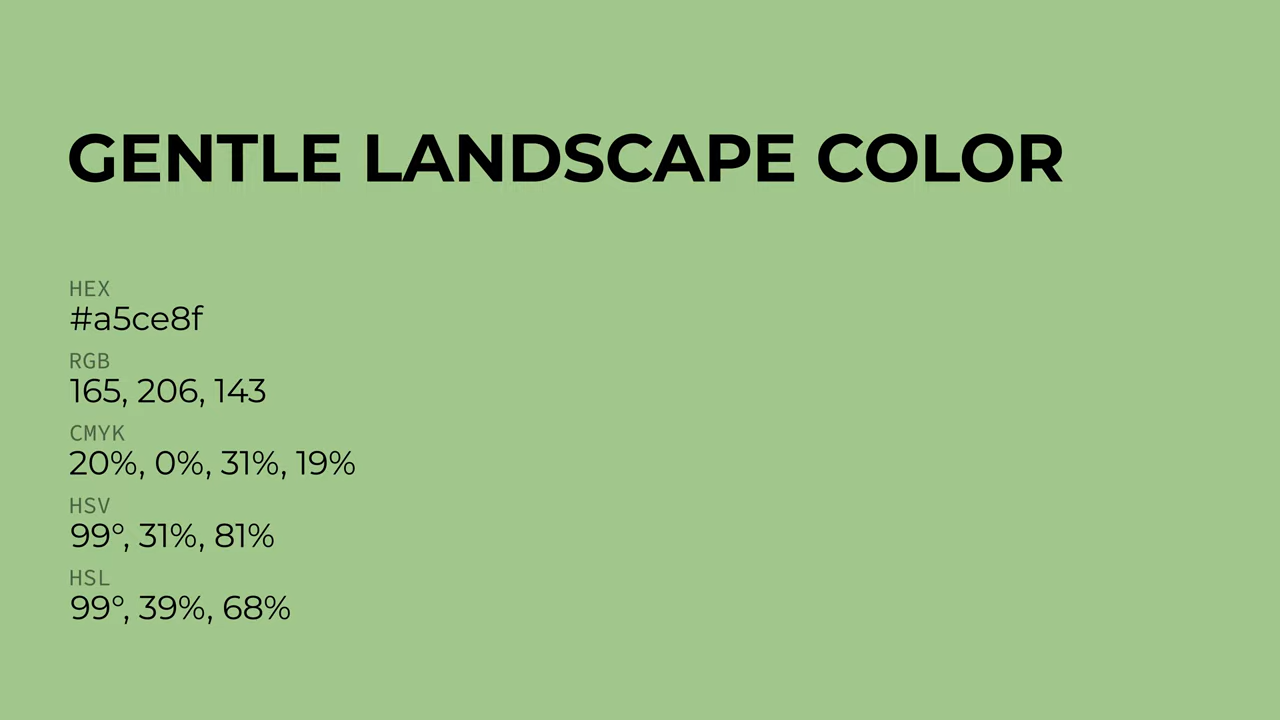 GENTLE LANDSCAPE COLOR
HEX
#a5ce8f
RGB
165, 206, 143
CMYK
20%, 0%, 31%, 19%
HSV
99°, 31%, 81%
HSL
99°, 39%, 68%